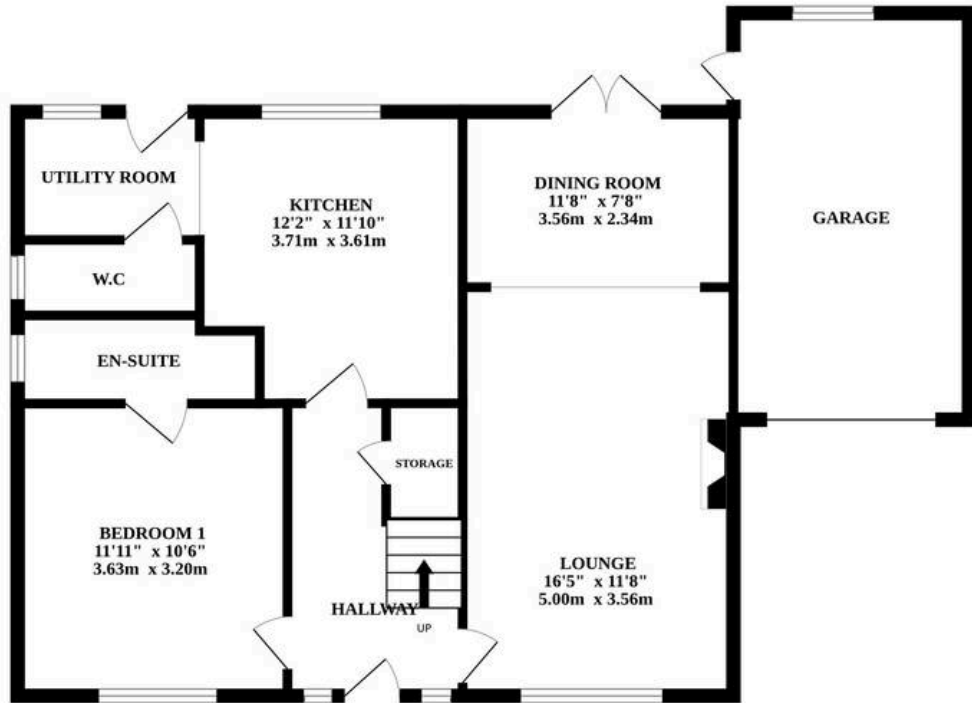 UTILITY ROOM
KITCHEN
12'2" x 11'10"
3.71m x 3.61m
DINING ROOM
11'8" x 7'8"
3.56m x 2.34m
GARAGE
W.C
EN-SUITE
STORAGE
BEDROOM 1
11'11" x 10'6"
3.63m x 3.20m
LOUNGE
16'5" x 11'8"
5.00m x 3.56m
HALLWAY
UP